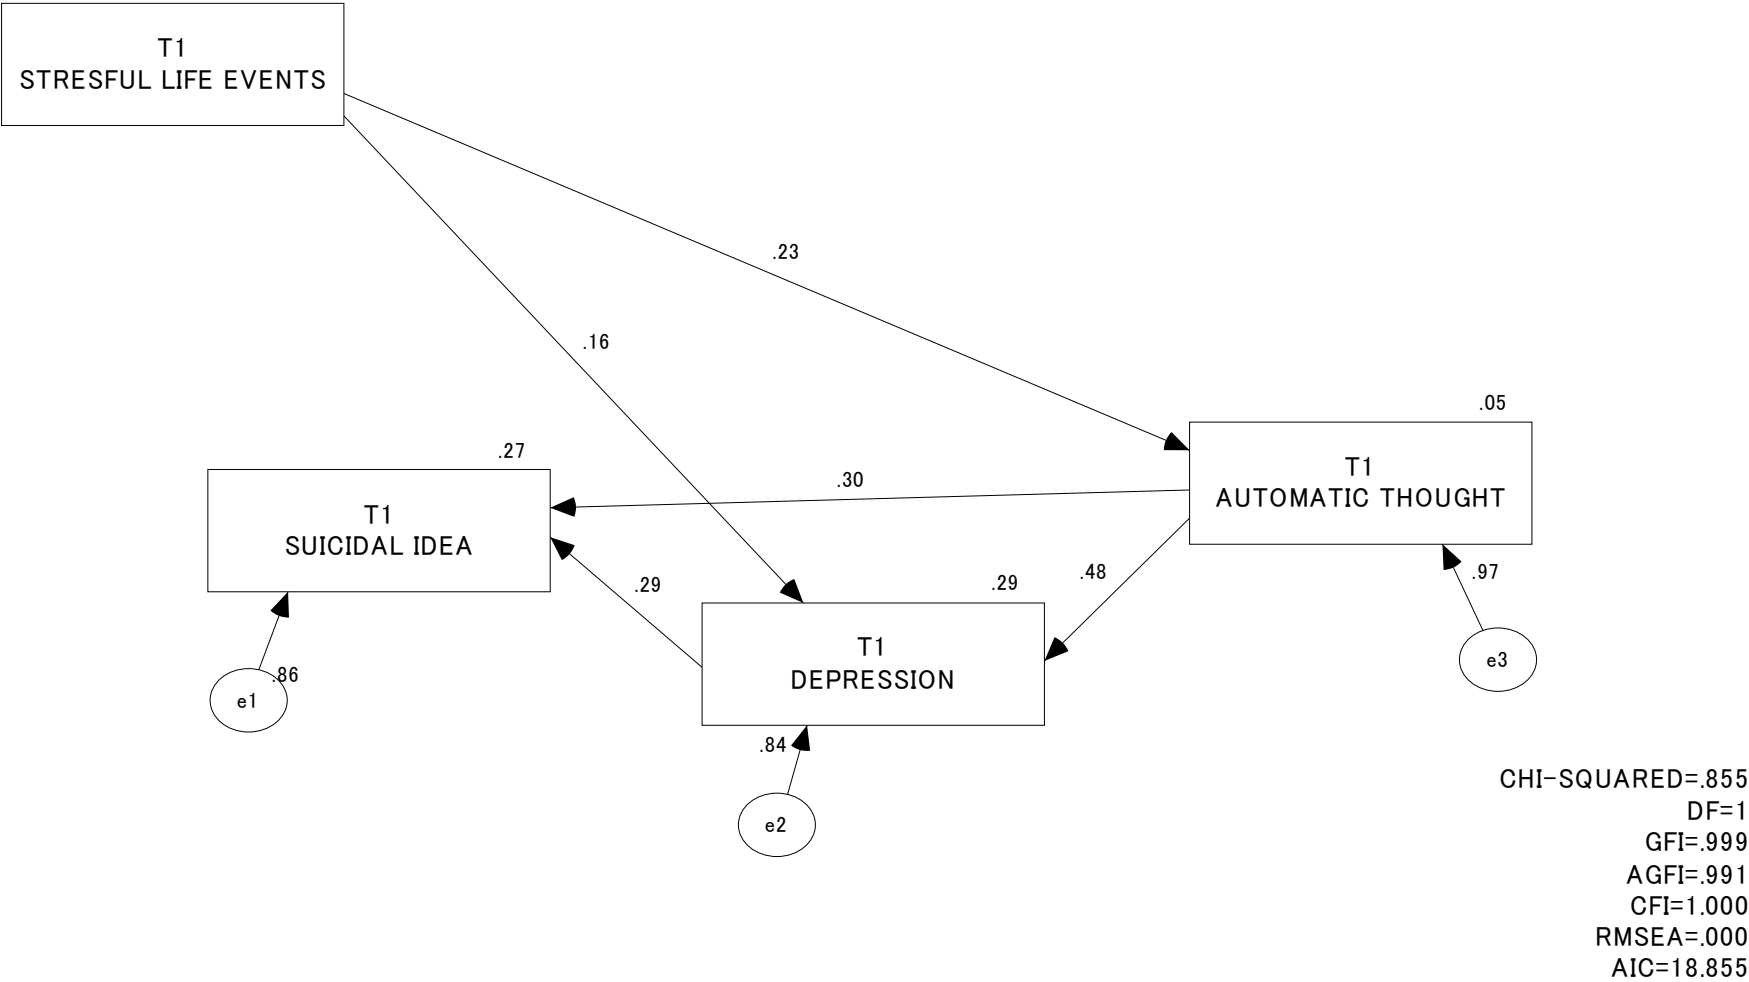 T1
STRESFUL LIFE EVENTS
.23
.16
.05
.27
T1
AUTOMATIC THOUGHT
.30
T1
SUICIDAL IDEA
.48
.97
.29
.29
T1
DEPRESSION
e3
.86
e1
.84
e2
CHI-SQUARED=.855
DF=1
GFI=.999
AGFI=.991
CFI=1.000
RMSEA=.000
AIC=18.855